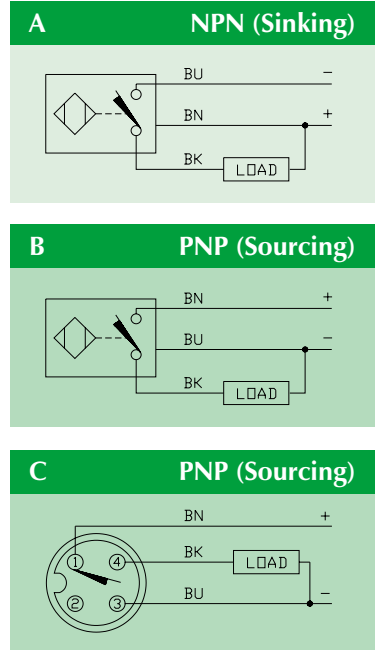 A NPN (Sinking)
BU –
BN +
BK LOAD
B PNP (Sourcing)
BN +
BU –
BK LOAD
C PNP (Sourcing)
BN +
1 4 BK LOAD
2 3 BU –